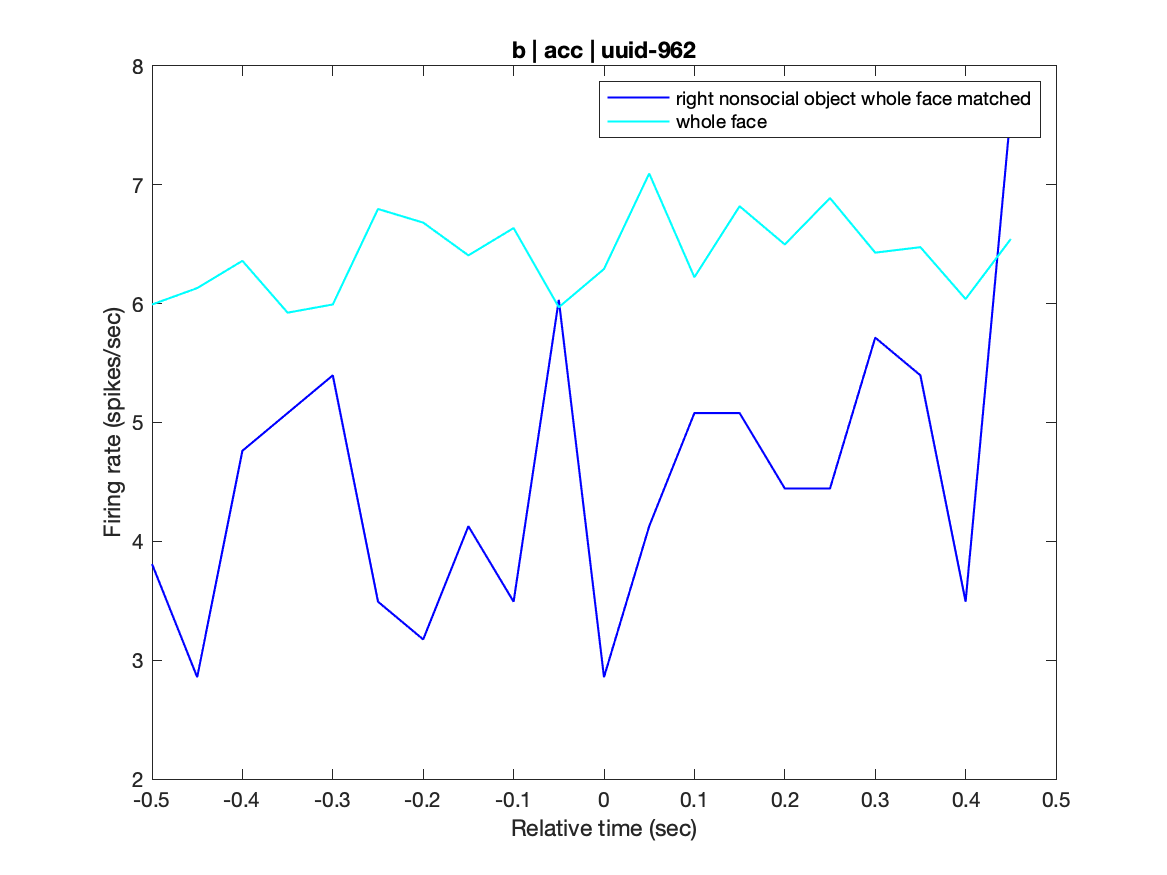 b | acc | uuid-962
right nonsocial object whole face matched
whole face
8
7
6
5
4
3
2
Firing rate (spikes/sec)
-0.5 -0.4 -0.3 -0.2 -0.1 0 0.1 0.2 0.3 0.4 0.5
Relative time (sec)